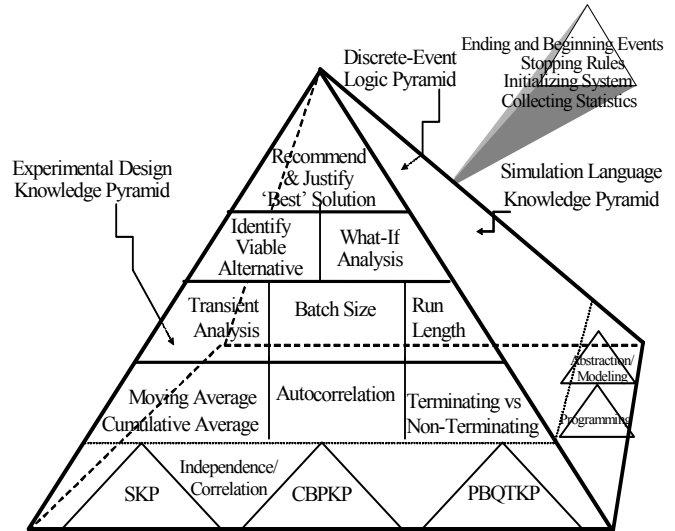 Ending and Beginning Events
Stopping Rules
Initializing System
Collecting Statistics
Discrete-Event
Logic Pyramid
Experimental Design
Knowledge Pyramid
Simulation Language
Knowledge Pyramid
Recommend
& Justify
‘Best’ Solution
Identify
Viable
Alternative
What-If
Analysis
Transient
Analysis
Batch Size
Run
Length
Abstraction/
Modeling
Programming
Moving Average
Cumulative Average
Autocorrelation
Terminating vs
Non-Terminating
Independence/
Correlation
SKP
CBPKP
PBQTKP